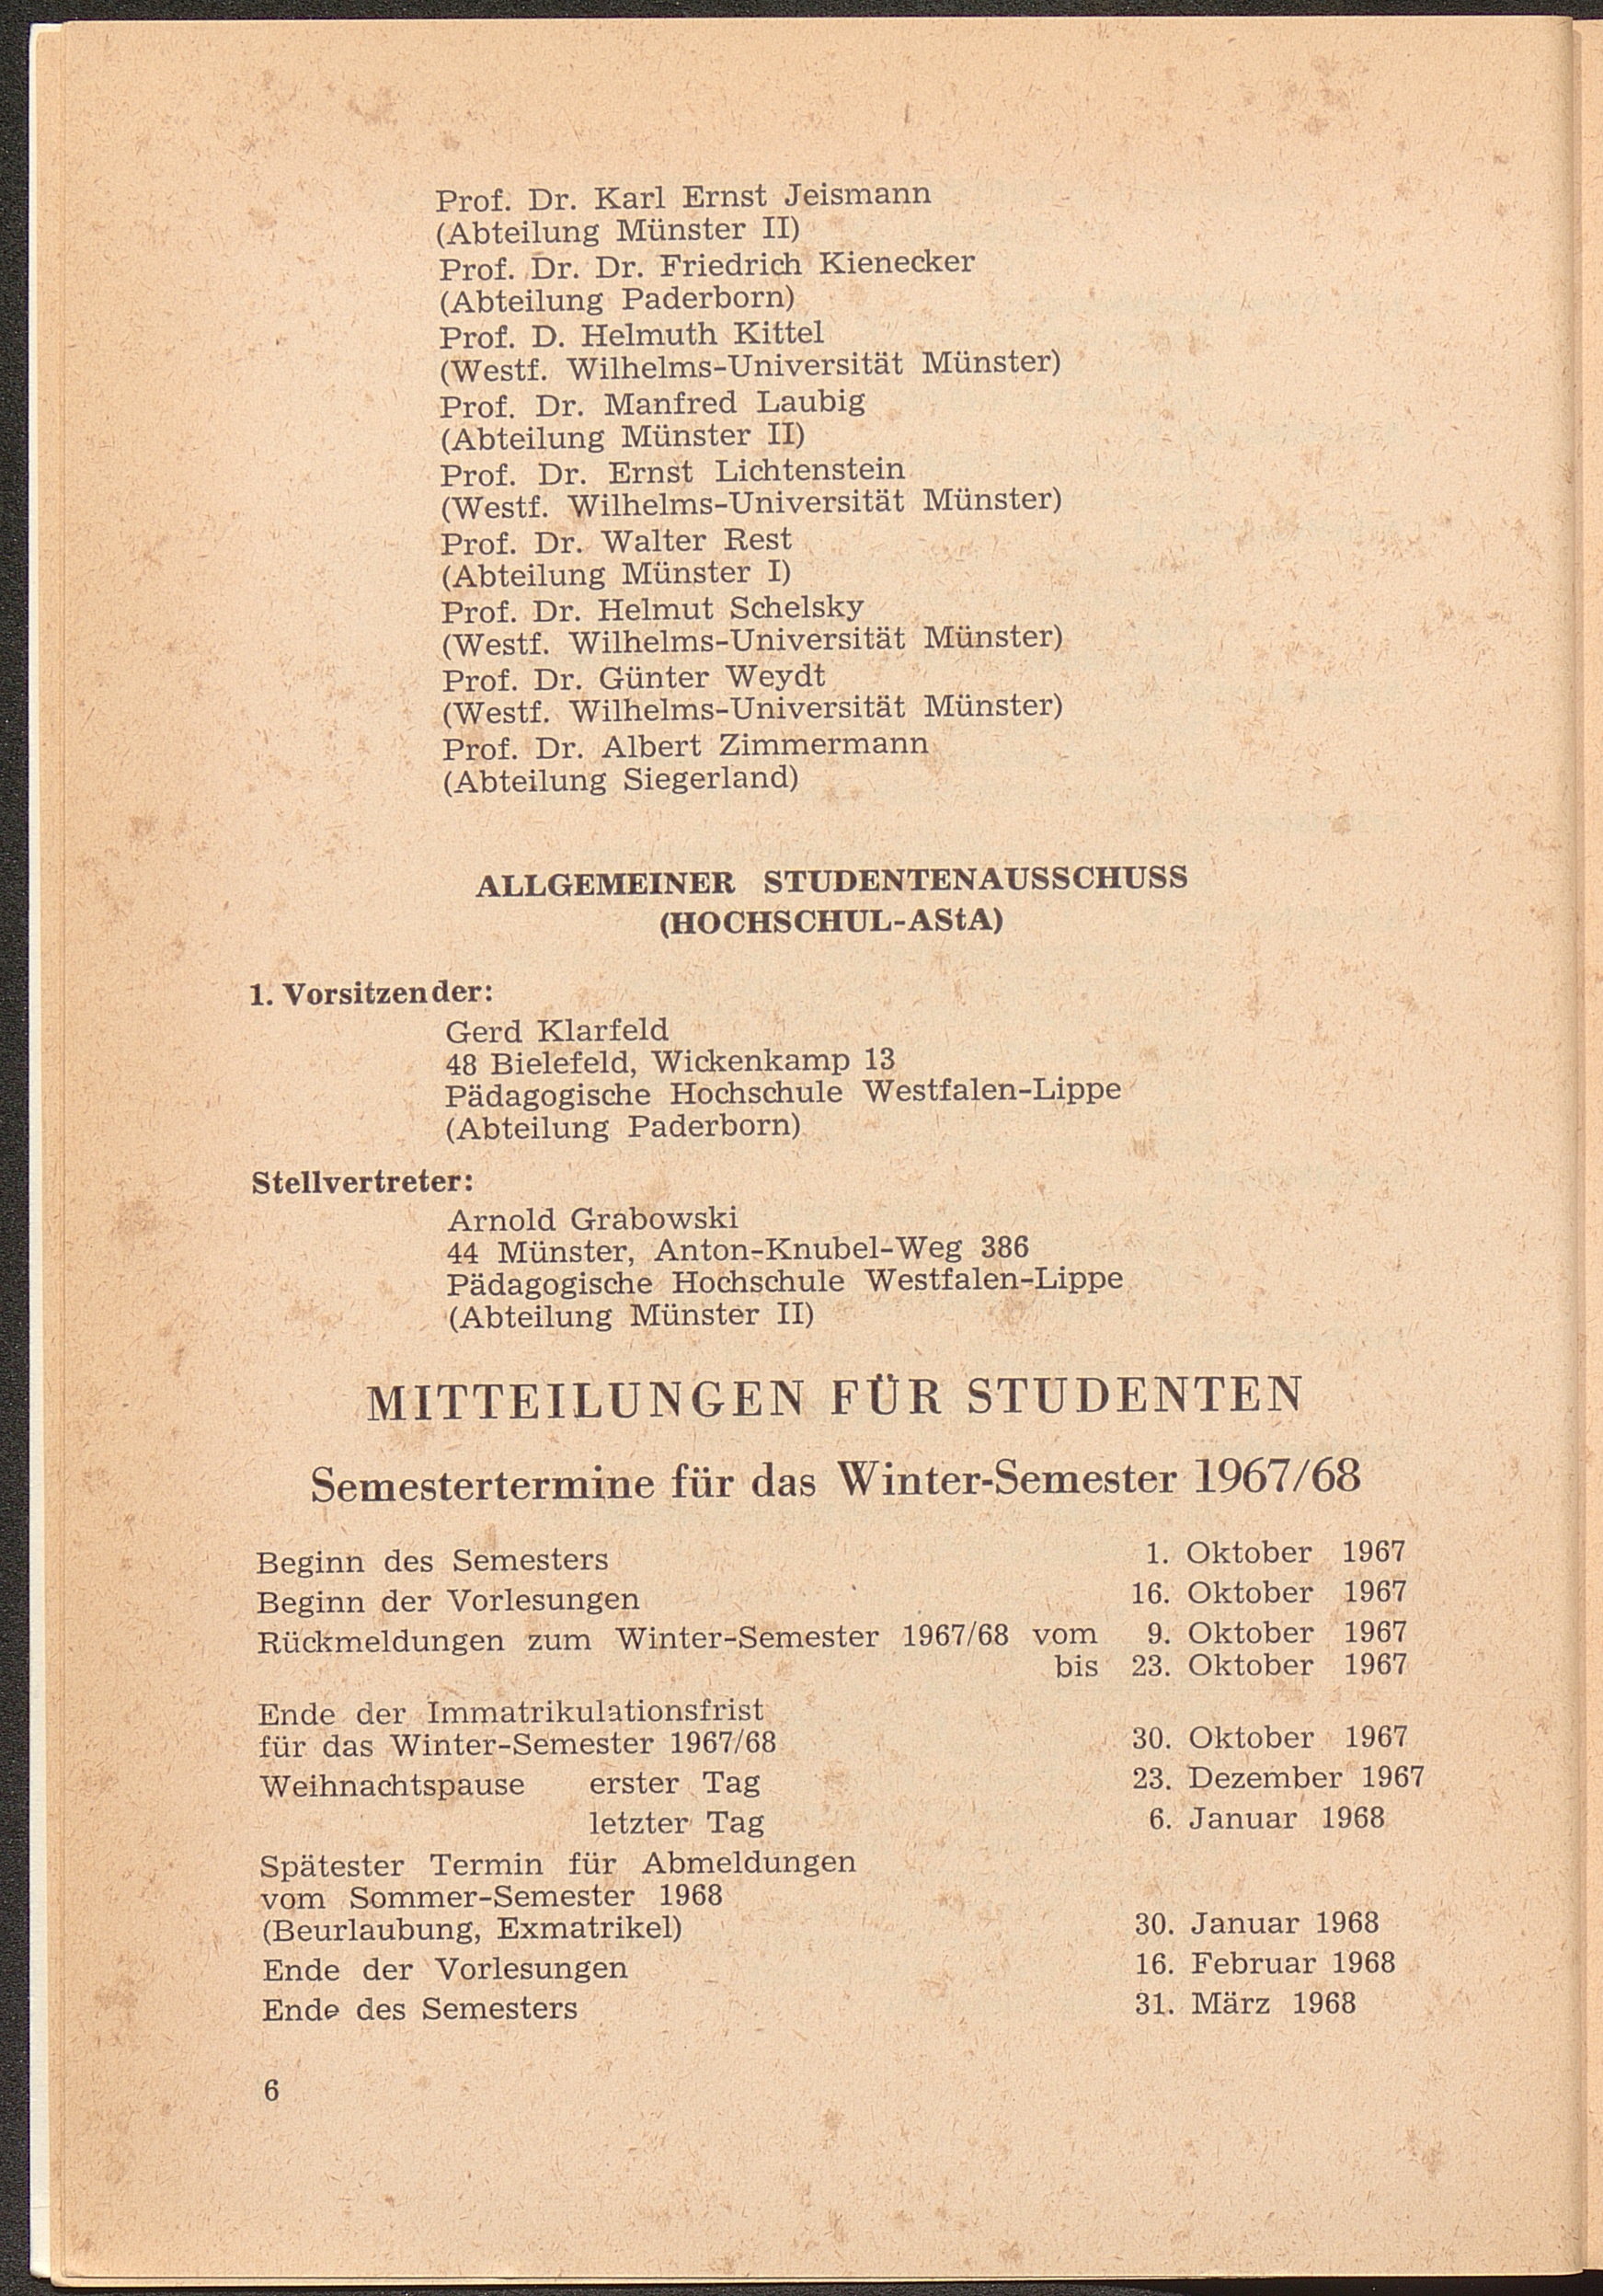 Prof. Dr. Karl Ernst Jeismann
(Abteilung Münster II)
Prof. Dr. Dr. Friedrich Kienecker
(Abteilung Paderborn)
Prof. D. Helmuth Kittel
(Westf. Wilhelms-Universität Münster)
Prof. Dr. Manfred Laubig
(Abteilung Münster II)
Prof. Dr. Ernst Lichtenstein
(Westf. Wilhelms-Universität Münster)
Prof. Dr. Walter Rest
(Abteilung Münster I)
Prof. Dr. Helmut Schelsky
(Westf. Wilhelms-Universität Münster)
Prof. Dr. Günter Weydt
(Westf. Wilhelms-Universität Münster)
Prof. Dr. Albert Zimmermann
(Abteilung Siegerland)
ALLGEMEINER STUDENTENAUSSCHUSS
(HOCHSCHUL-AStA)
1. Vorsitzender:
Gerd Klarfeld
48 Bielefeld, Wickenkamp 13
Pädagogische Hochschule Westfalen-Lippe
(Abteilung Paderborn)
Stellvertreter:
Arnold Grabowski
44 Münster, Anton-Knubel-Weg 386
Pädagogische Hochschule Westfalen-Lippe
(Abteilung Münster II)
MITTEILUNGEN FÜR STUDENTEN
Semestertermine für das Winter-Semester 1967/68
Beginn des Semesters 1. Oktober 1967
Beginn der Vorlesungen 16. Oktober 1967
Rückmeldungen zum Winter-Semester 1967/68 vom 9. Oktober 1967
bis 23. Oktober 1967
Ende der Immatrikulationsfrist
für das Winter-Semester 1967/68 30. Oktober 1967
Weihnachtspause erster Tag 23. Dezember 1967
letzter Tag 6. Januar 1968
Spätester Termin für Abmeldungen
vom Sommer-Semester 1968
(Beurlaubung, Exmatrikel) 30. Januar 1968
Ende der Vorlesungen 16. Februar 1968
Ende des Semesters 31. März 1968
6